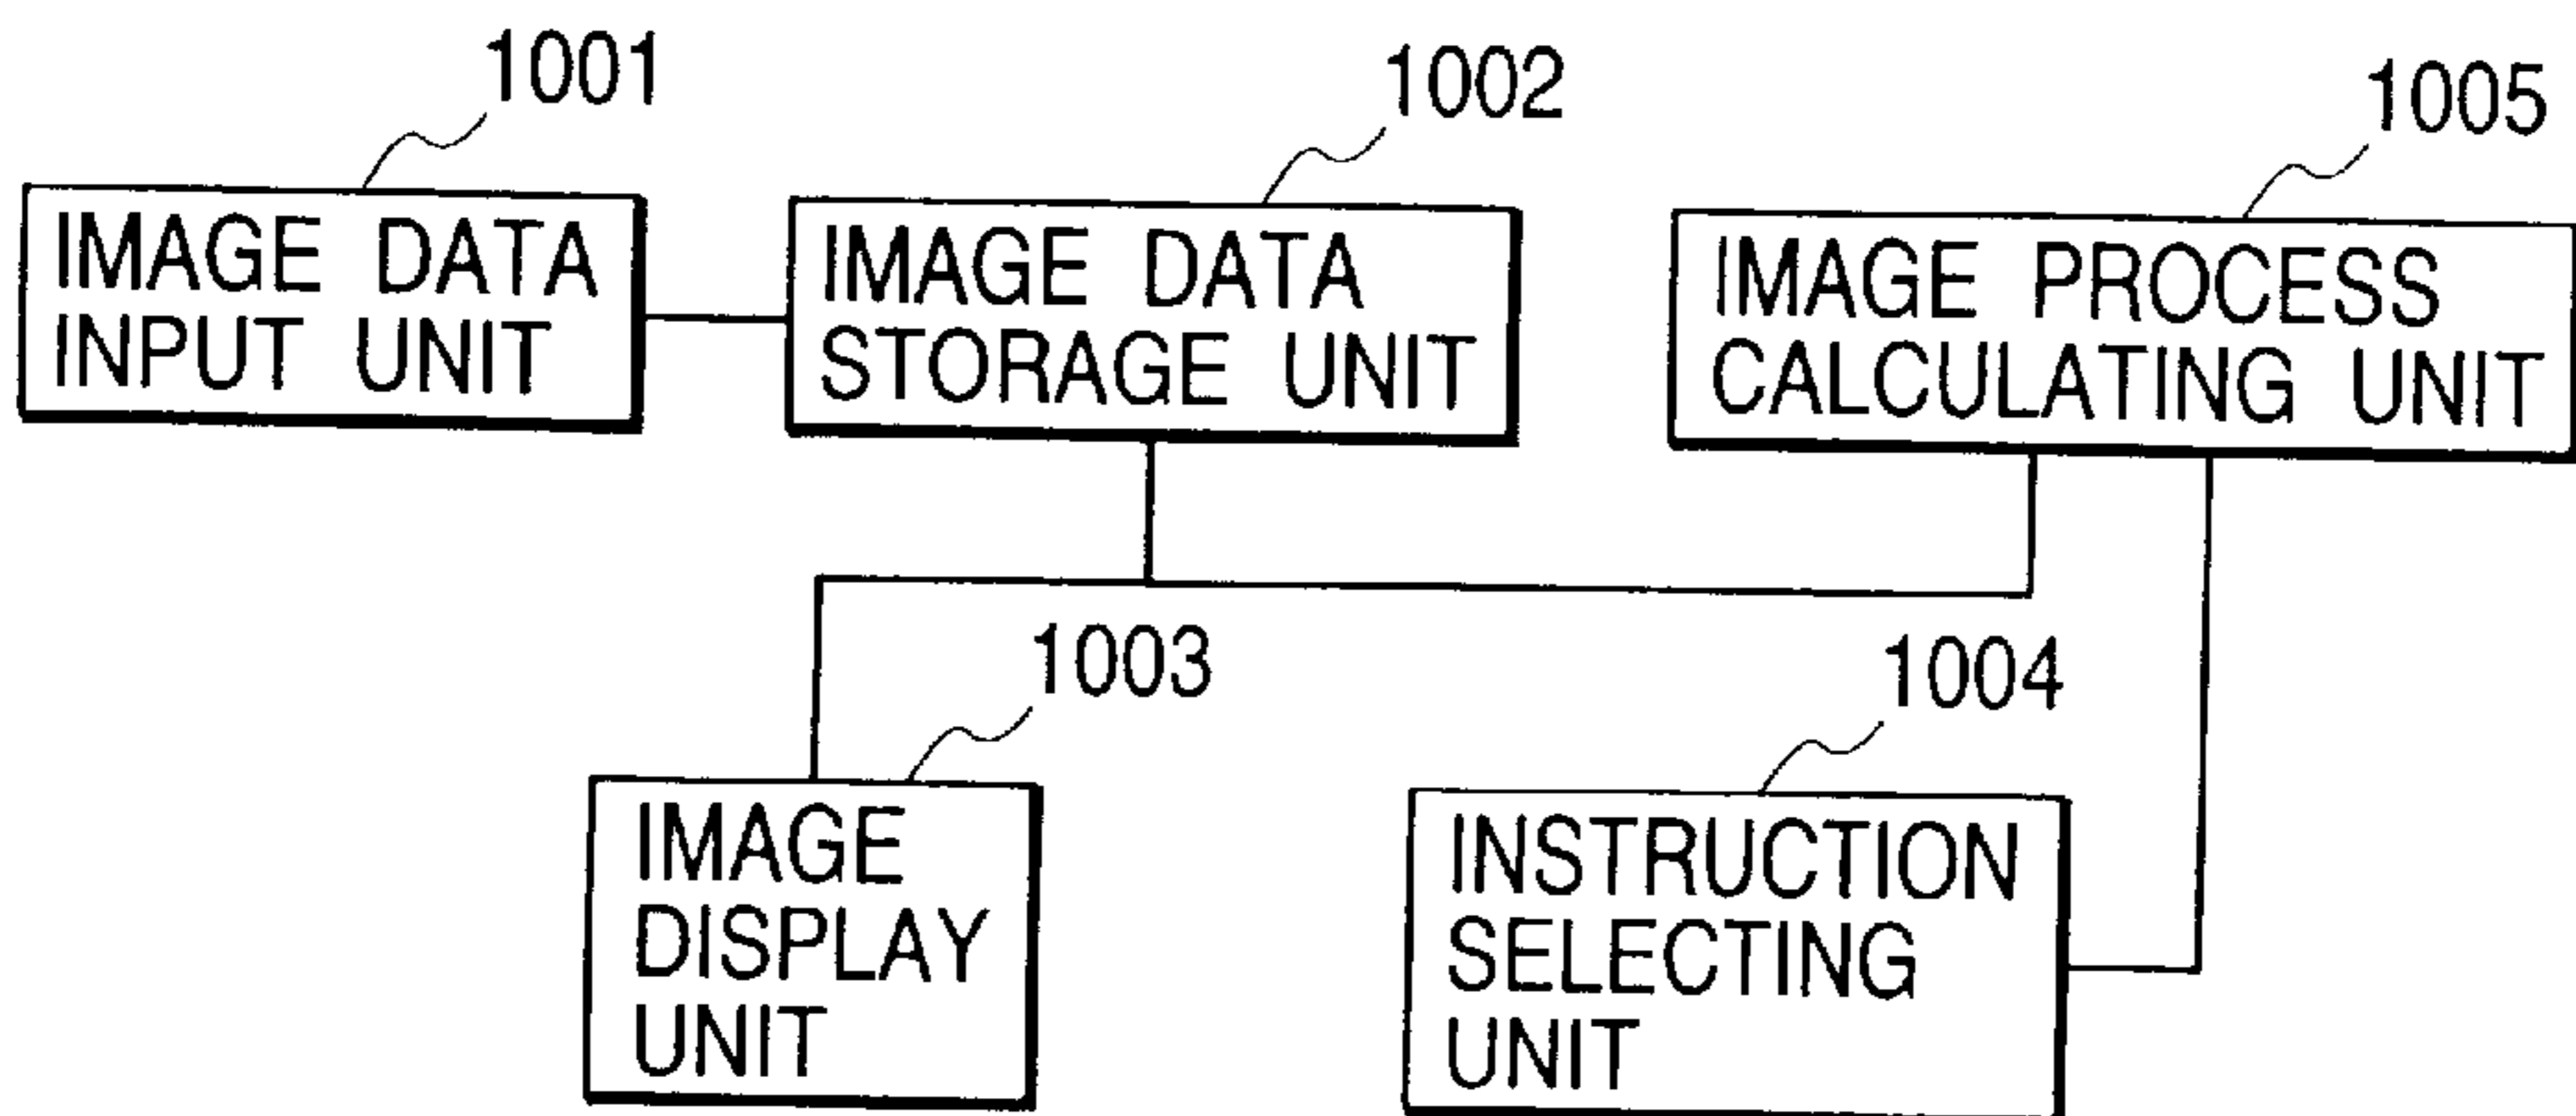 1001
IMAGE DATA
INPUT UNIT
1002
IMAGE DATA
STORAGE UNIT
1005
IMAGE PROCESS
CALCULATING UNIT
1003
IMAGE
DISPLAY
UNIT
1004
INSTRUCTION
SELECTING
UNIT